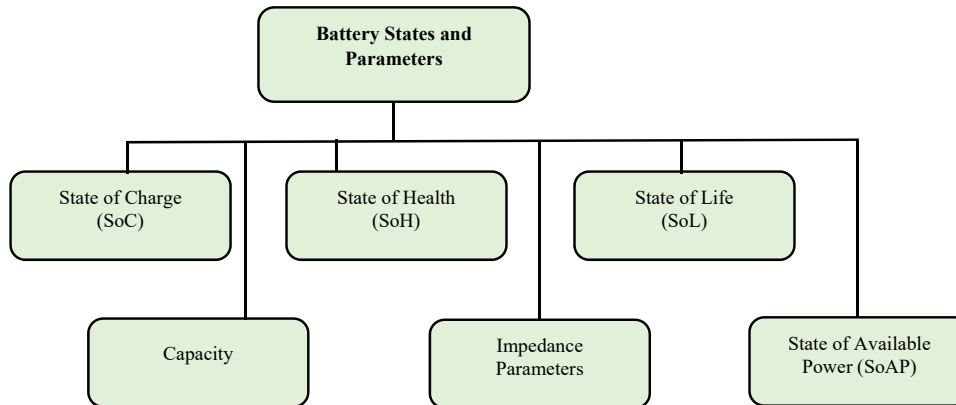 Battery States and
Parameters
State of Charge
(SoC)
State of Health
(SoH)
State of Life
(SoL)
Capacity
Impedance
Parameters
State of Available
Power (SoAP)